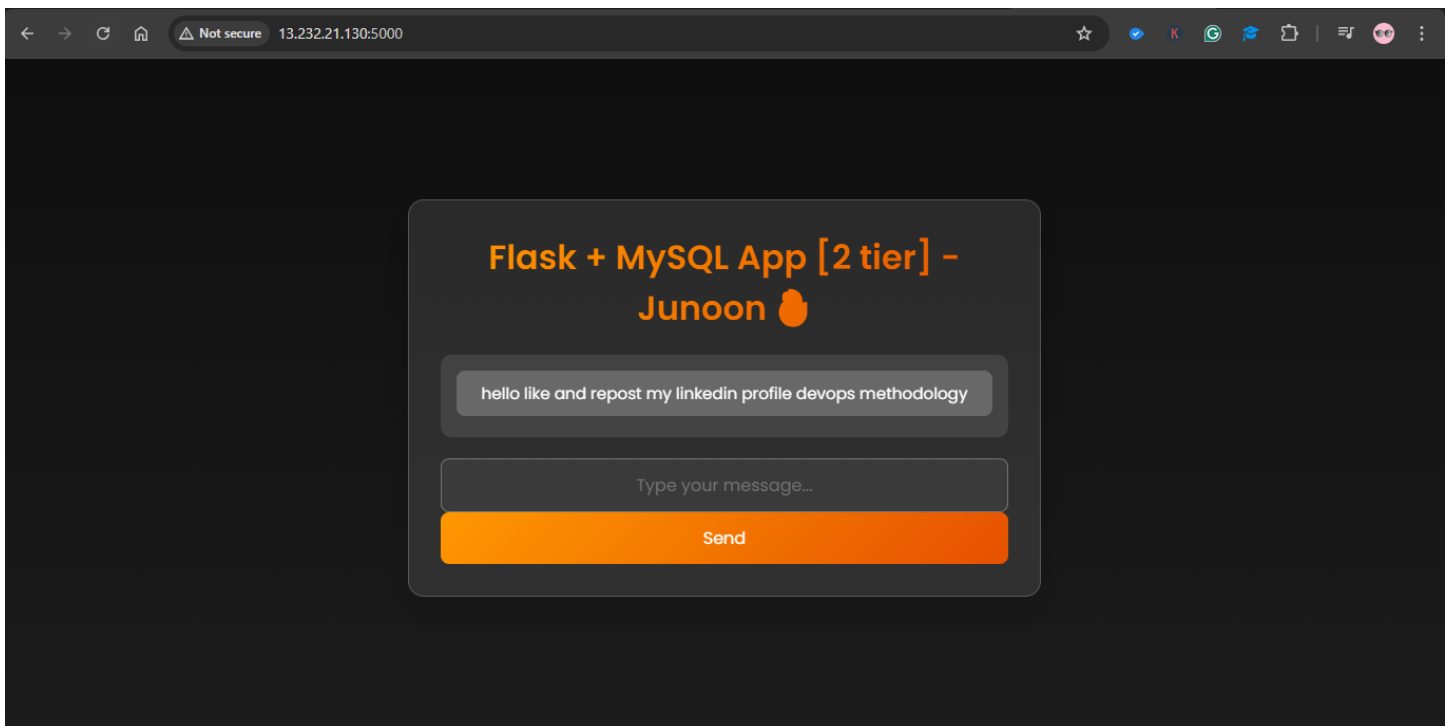 Not secure 13.232.21.130:5000
K G
Flask + MySQL App [2 tier] -
Junoon
hello like and repost my linkedin profile devops methodology
Type your message...
Send